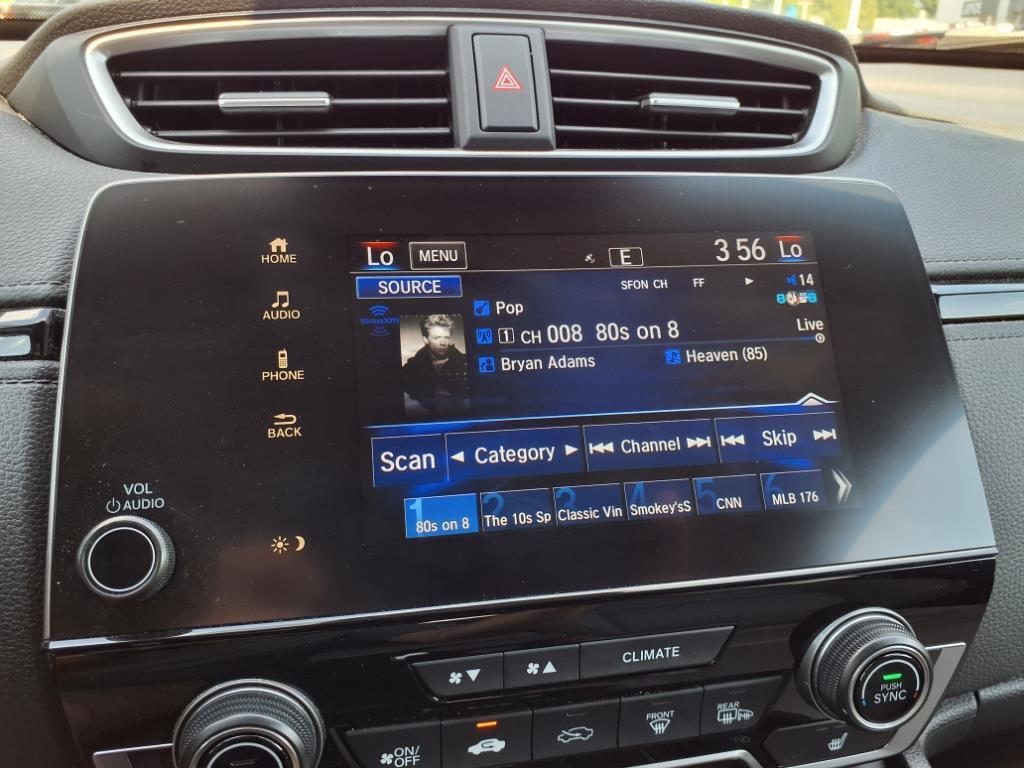 HOME
AUDIO
PHONE
BACK
VOL
AUDIO
Lo MENU E 3 56 Lo
SOURCE SFON CH FF 14
SiriusXM
Pop
1 CH 008 80s on 8 Live
Bryan Adams Heaven (85)
Scan Category Channel Skip
1 80s on 8
2 The 10s Sp
3 Classic Vin
4 Smokey'sS
5 CNN
6 MLB 176
CLIMATE
ON/
OFF
FRONT
REAR
PUSH
SYNC